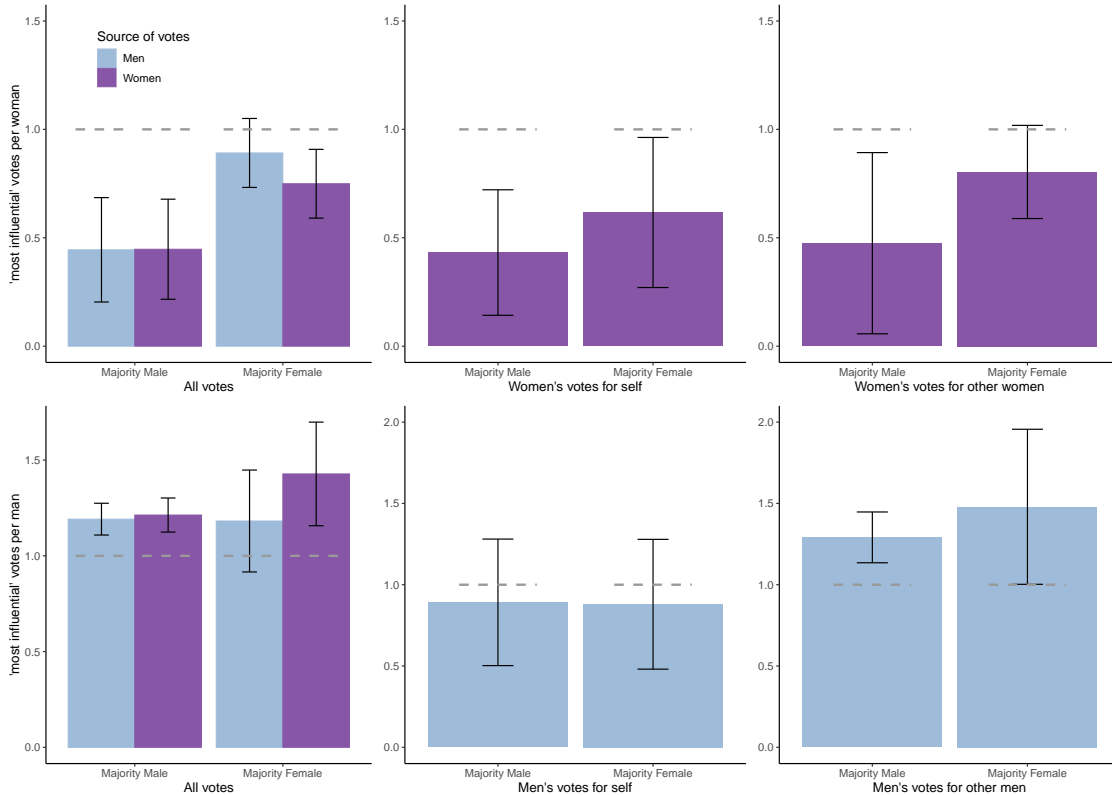 'most influential' votes per woman
1.5
1.0
0.5
0.0
Source of votes
Men
Women
Majority Male Majority Female
All votes
1.5
1.0
0.5
0.0
Majority Male Majority Female
Women's votes for self
1.5
1.0
0.5
0.0
Majority Male Majority Female
Women's votes for other women
'most influential' votes per man
1.5
1.0
0.5
0.0
Majority Male Majority Female
All votes
2.0
1.5
1.0
0.5
0.0
Majority Male Majority Female
Men's votes for self
2.0
1.5
1.0
0.5
0.0
Majority Male Majority Female
Men's votes for other men